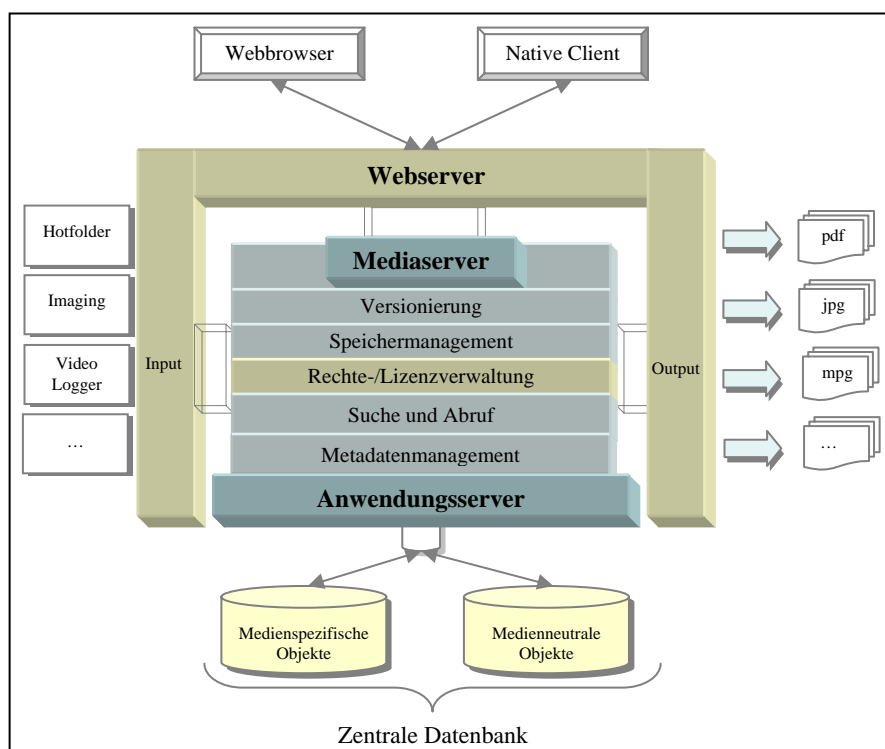 Webbrowser
Native Client
Webserver
Hotfolder
Imaging
Video
Logger
…
Input
Mediaserver
Versionierung
Speichermanagement
Rechte-/Lizenzverwaltung
Suche und Abruf
Metadatenmanagement
Anwendungsserver
Output
pdf
jpg
mpg
…
Medienspezifische
Objekte
Medienneutrale
Objekte
Zentrale Datenbank